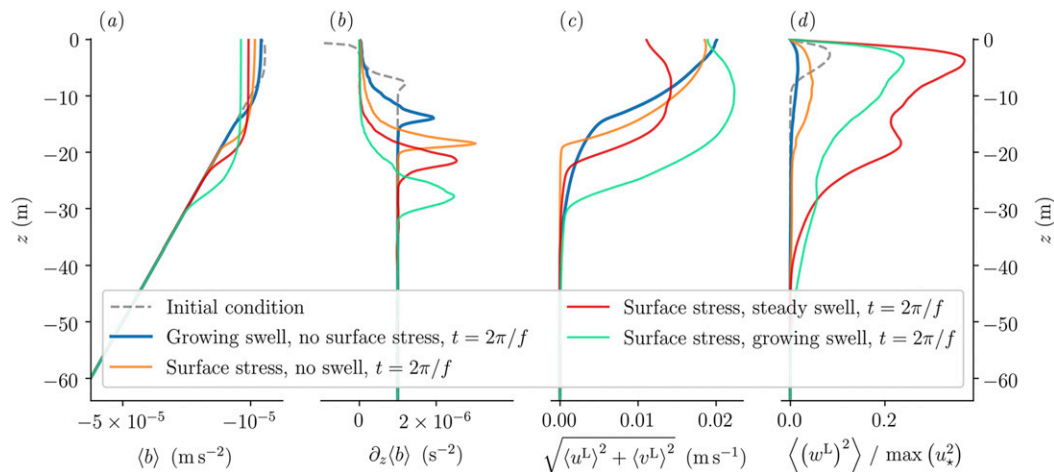 (a)
(b)
(c)
(d)
0
−10
−20
−30
−40
−50
−60
z (m)
0
−10
−20
−30
−40
−50
−60
z (m)
Initial condition
Growing swell, no surface stress, t = 2π/f
Surface stress, no swell, t = 2π/f
Surface stress, steady swell, t = 2π/f
Surface stress, growing swell, t = 2π/f
−5 × 10⁻⁵ −10⁻⁵
0 2 × 10⁻⁶
0.00 0.01 0.02
0.0 0.2
⟨b⟩ (m s⁻²)
∂z⟨b⟩ (s⁻²)
√⟨uᴸ⟩² + ⟨vᴸ⟩² (m s⁻¹)
⟨(wᴸ)²⟩ / max (u⋆²)